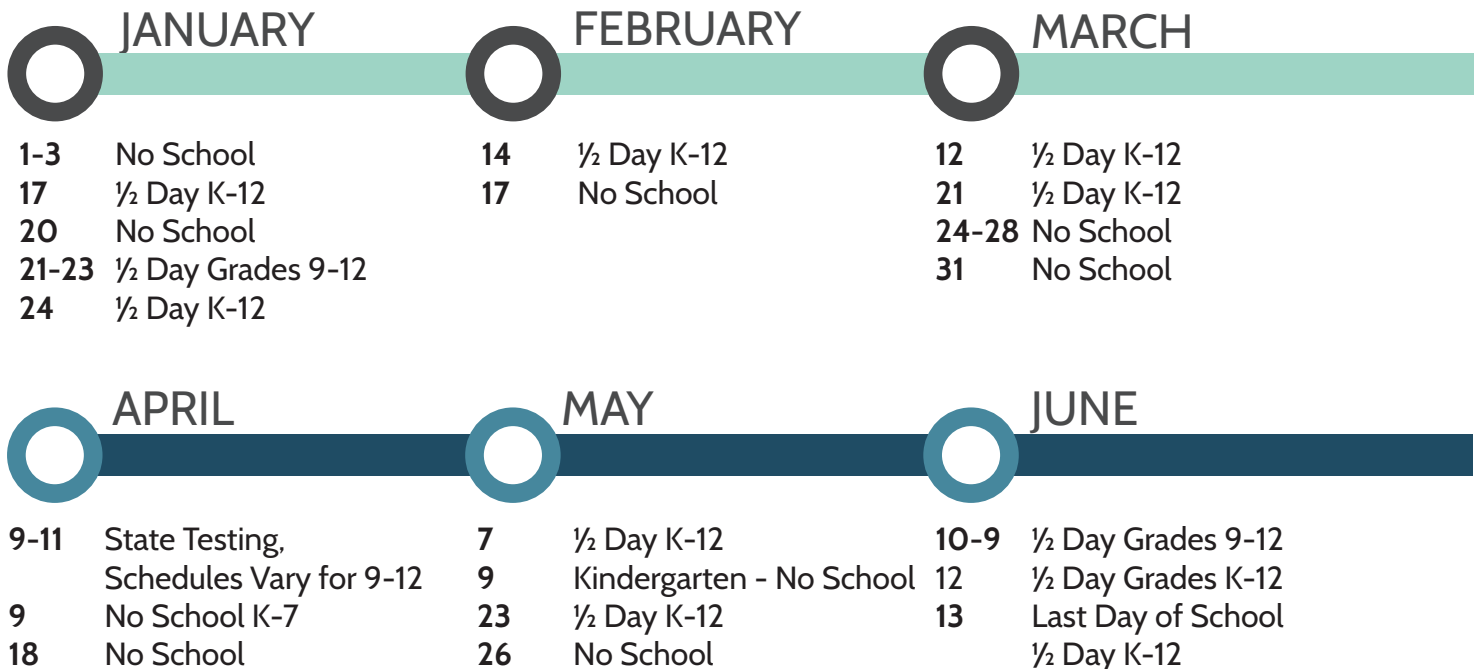 JANUARY
1-3 No School
17 ½ Day K-12
20 No School
21-23 ½ Day Grades 9-12
24 ½ Day K-12
FEBRUARY
14 ½ Day K-12
17 No School
MARCH
12 ½ Day K-12
21 ½ Day K-12
24-28 No School
31 No School
APRIL
9-11 State Testing,
Schedules Vary for 9-12
9 No School K-7
18 No School
MAY
7 ½ Day K-12
9 Kindergarten - No School
23 ½ Day K-12
26 No School
JUNE
10-9 ½ Day Grades 9-12
12 ½ Day Grades K-12
13 Last Day of School
½ Day K-12